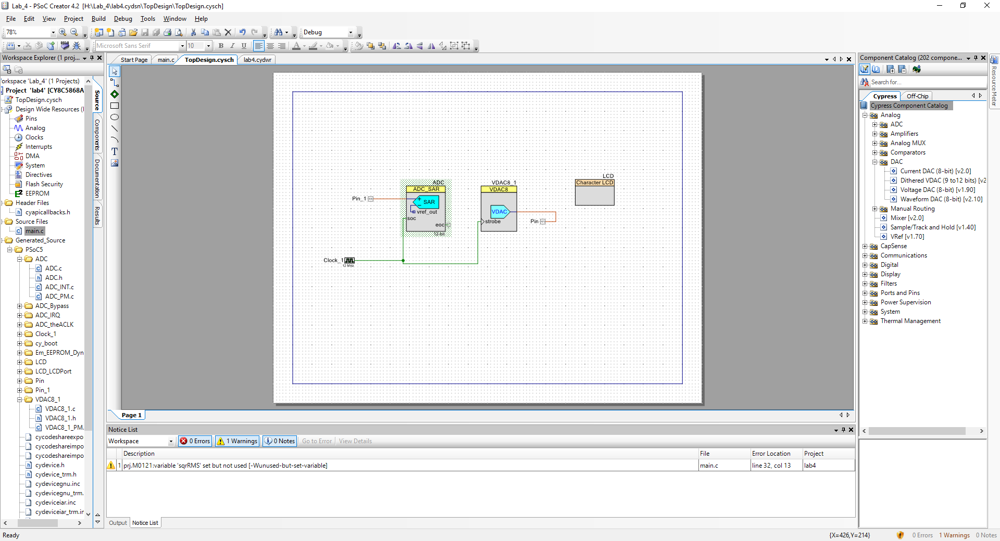 Lab_4 - PSoC Creator 4.2 [H:\Lab_4\lab4.cydsn\TopDesign\TopDesign.cysch]
File Edit View Project Build Debug Tools Window Help
78%
Debug
Microsoft Sans Serif 10 B I U
Workspace Explorer (1 proj...
Start Page main.c TopDesign.cysch lab4.cydwr
Component Catalog (202 compone...
Resource Meter
Search for...
orkspace 'Lab_4' (1 Projects)
Project 'lab4' [CY8C5868A
TopDesign.cysch
Design Wide Resources (l
Pins
Analog
Clocks
Interrupts
DMA
System
Directives
Flash Security
EEPROM
Header Files
cyapicallbacks.h
Source Files
main.c
Generated_Source
PSoC5
ADC
ADC.c
ADC.h
ADC_INT.c
ADC_PM.c
ADC_Bypass
ADC_IRQ
ADC_theACLK
Clock_1
cy_boot
Em_EEPROM_Dyn
LCD
LCD_LCDPort
Pin
Pin_1
VDAC8_1
VDAC8_1.c
VDAC8_1.h
VDAC8_1_PM.
cycodeshareexpo
cycodeshareimpo
cycodeshareimpo
cydevice.h
cydevice_trm.h
cydevicegnu.inc
cydevicegnu_trm.
cydeviceiar.inc
cydeviceiar_trm.ir
Source
Components
Documentation
Results
T
ADC
ADC_SAR
SAR
vref_out
soc
eoc
12-bit
Pin_1
VDAC8_1
VDAC8
VDAC
strobe
Pin
LCD
Character LCD
Clock_1
12 MHz
Page 1
Cypress Off-Chip
Cypress Component Catalog
Analog
ADC
Amplifiers
Analog MUX
Comparators
DAC
Current DAC (8-bit) [v2.0]
Dithered VDAC (9 to12 bits) [v2
Voltage DAC (8-bit) [v1.90]
Waveform DAC (8-bit) [v2.10]
Manual Routing
Mixer [v2.0]
Sample/Track and Hold [v1.40]
VRef [v1.70]
CapSense
Communications
Digital
Display
Filters
Ports and Pins
Power Supervision
System
Thermal Management
Notice List
Workspace 0 Errors 1 Warnings 0 Notes Go to Error View Details
Description File Error Location Project
1 prj.M0121:variable 'sqrRMS' set but not used [-Wunused-but-set-variable] main.c line 32, col 13 lab4
Output Notice List
Ready {X=426,Y=214} 0 Errors 1 Warnings 0 Notes